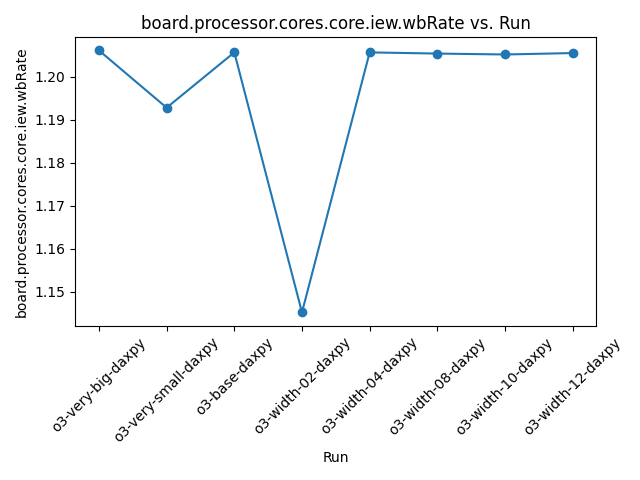 board.processor.cores.core.iew.wbRate vs. Run
board.processor.cores.core.iew.wbRate
1.20
1.19
1.18
1.17
1.16
1.15
o3-very-big-daxpy
o3-very-small-daxpy
o3-base-daxpy
o3-width-02-daxpy
o3-width-04-daxpy
o3-width-08-daxpy
o3-width-10-daxpy
o3-width-12-daxpy
Run